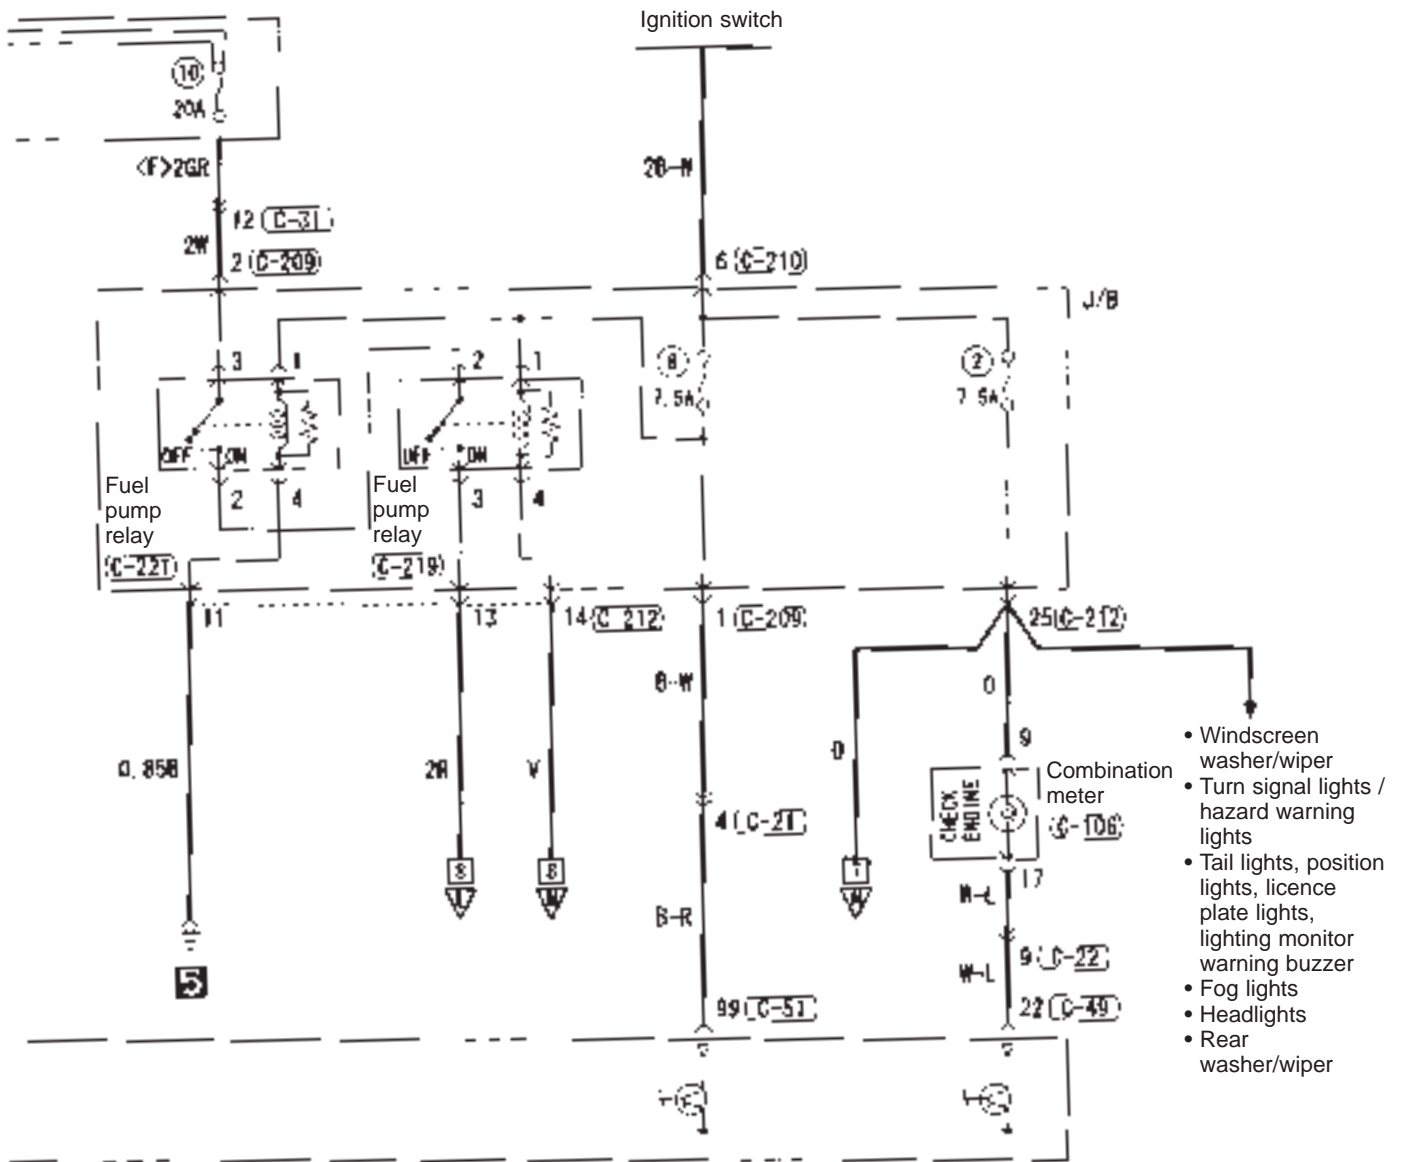 Ignition switch
10
20A
<F>2GR
2B-W
12 (C-31)
2W
2 (C-209)
6 (C-210)
J/B
3
1
2
1
8
2
7.5A
7.5A
OFF
ON
OFF
ON
2
4
3
4
Fuel
pump
relay
(C-221)
Fuel
pump
relay
(C-219)
11
13
14 (C-212)
1 (C-209)
25 (C-212)
B-W
O
0.85B
2R
V
O
9
• Windscreen
washer/wiper
• Turn signal lights /
hazard warning
lights
• Tail lights, position
lights, licence
plate lights,
lighting monitor
warning buzzer
• Fog lights
• Headlights
• Rear
washer/wiper
Combination
meter
(C-106)
CHECK
ENGINE
4 (C-21)
17
B-R
W-L
9 (C-22)
W-L
5
99 (C-51)
22 (C-49)